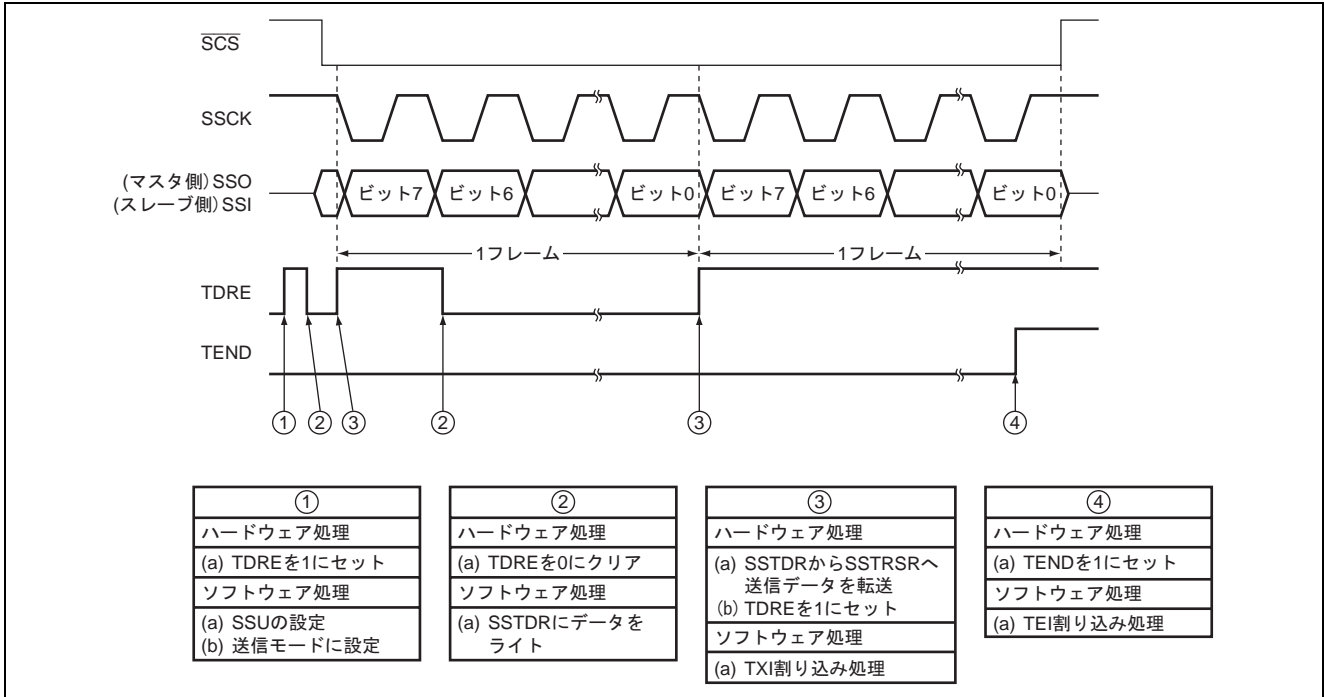 SCS
SSCK
(マスタ側) SSO
(スレーブ側) SSI
ビット7 ビット6 ビット0 ビット7 ビット6 ビット0
1フレーム 1フレーム
TDRE
TEND
① ② ③ ② ③ ④
①
ハードウェア処理
(a) TDREを1にセット
ソフトウェア処理
(a) SSUの設定
(b) 送信モードに設定
②
ハードウェア処理
(a) TDREを0にクリア
ソフトウェア処理
(a) SSTDRにデータを
ライト
③
ハードウェア処理
(a) SSTDRからSSTRSRへ
送信データを転送
(b) TDREを1にセット
ソフトウェア処理
(a) TXI割り込み処理
④
ハードウェア処理
(a) TENDを1にセット
ソフトウェア処理
(a) TEI割り込み処理